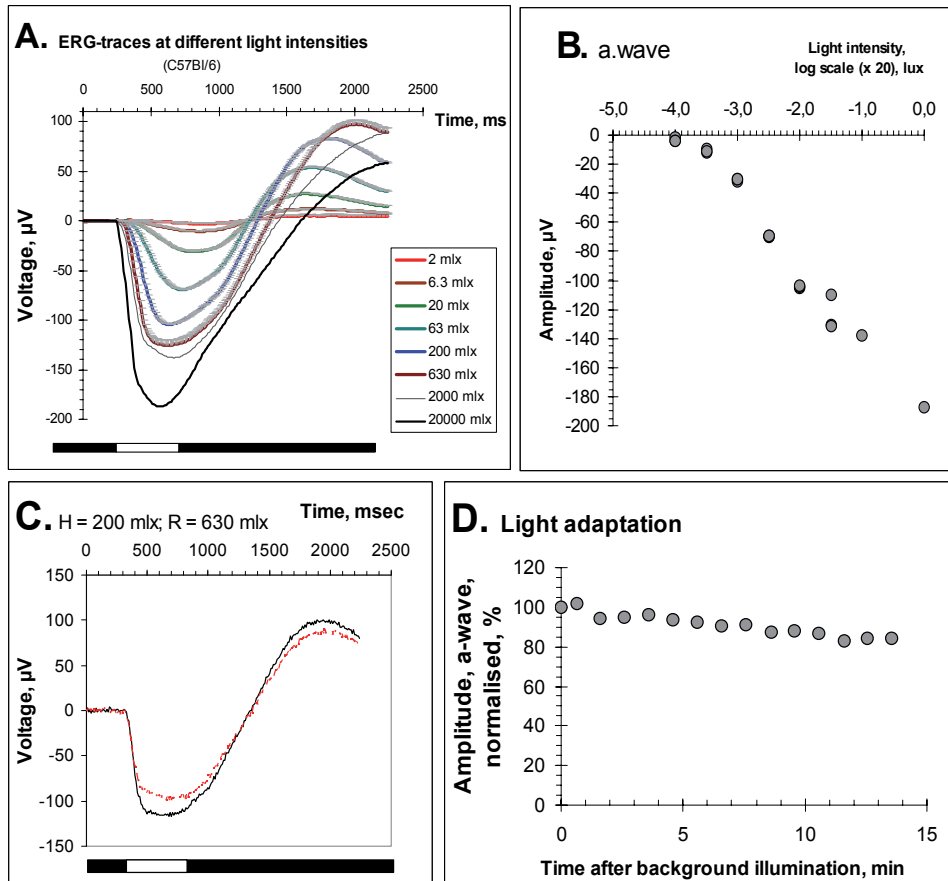 A. ERG-traces at different light intensities
(C57Bl/6)
0 500 1000 1500 2000 2500
Time, ms
100
50
0
-50
-100
-150
-200
Voltage, µV
2 mlx
6.3 mlx
20 mlx
63 mlx
200 mlx
630 mlx
2000 mlx
20000 mlx
B. a.wave
Light intensity,
log scale (x 20), lux
-5,0 -4,0 -3,0 -2,0 -1,0 0,0
0
-20
-40
-60
-80
-100
-120
-140
-160
-180
-200
Amplitude, µV
C. H = 200 mlx; R = 630 mlx
Time, msec
0 500 1000 1500 2000 2500
150
100
50
0
-50
-100
-150
Voltage, µV
D. Light adaptation
120
100
80
60
40
20
0
Amplitude, a-wave,
normalised, %
0 5 10 15
Time after background illumination, min